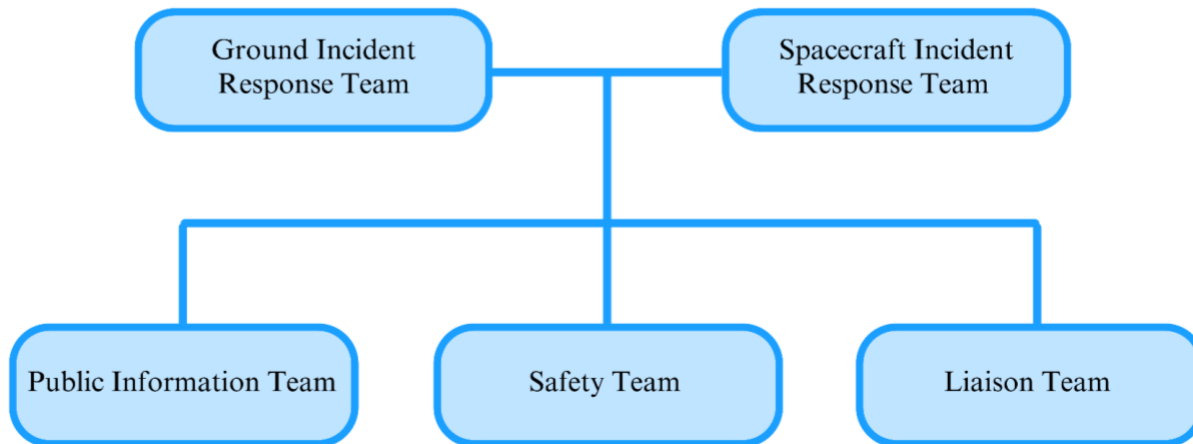 Ground Incident
Response Team
Spacecraft Incident
Response Team
Public Information Team
Safety Team
Liaison Team